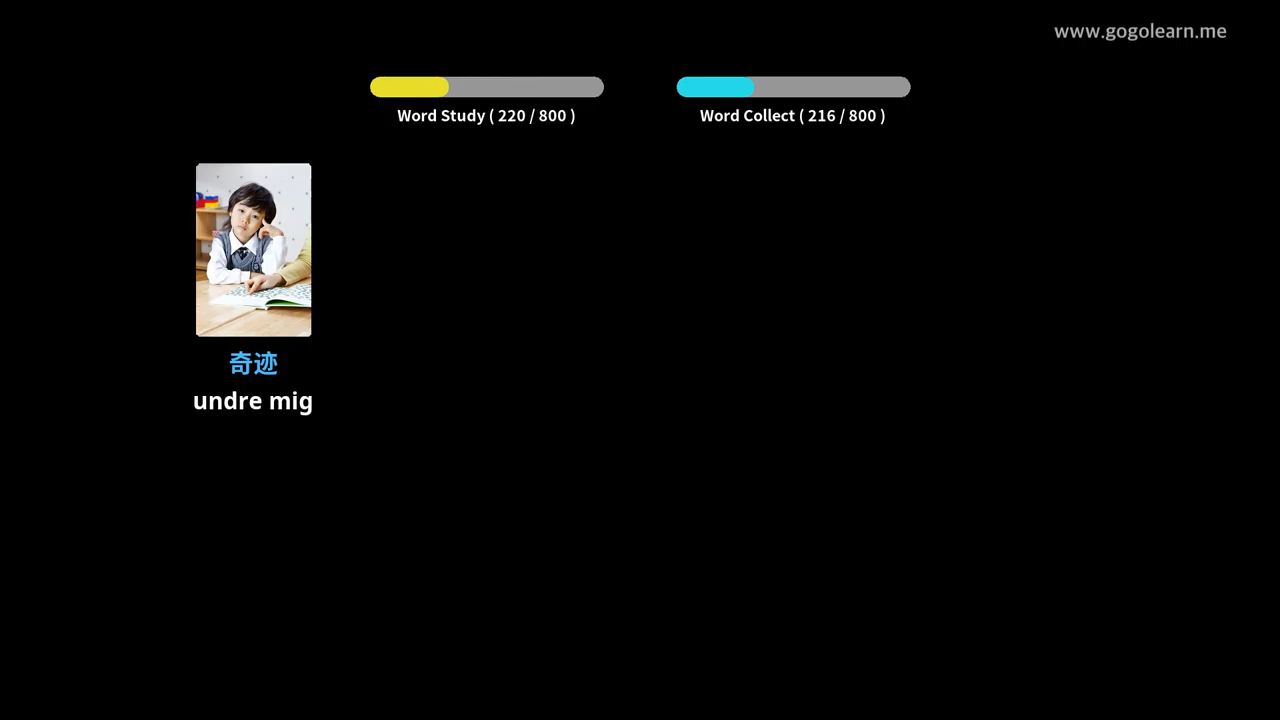 www.gogolearn.me
Word Study ( 220 / 800 )
Word Collect ( 216 / 800 )
奇迹
undre mig